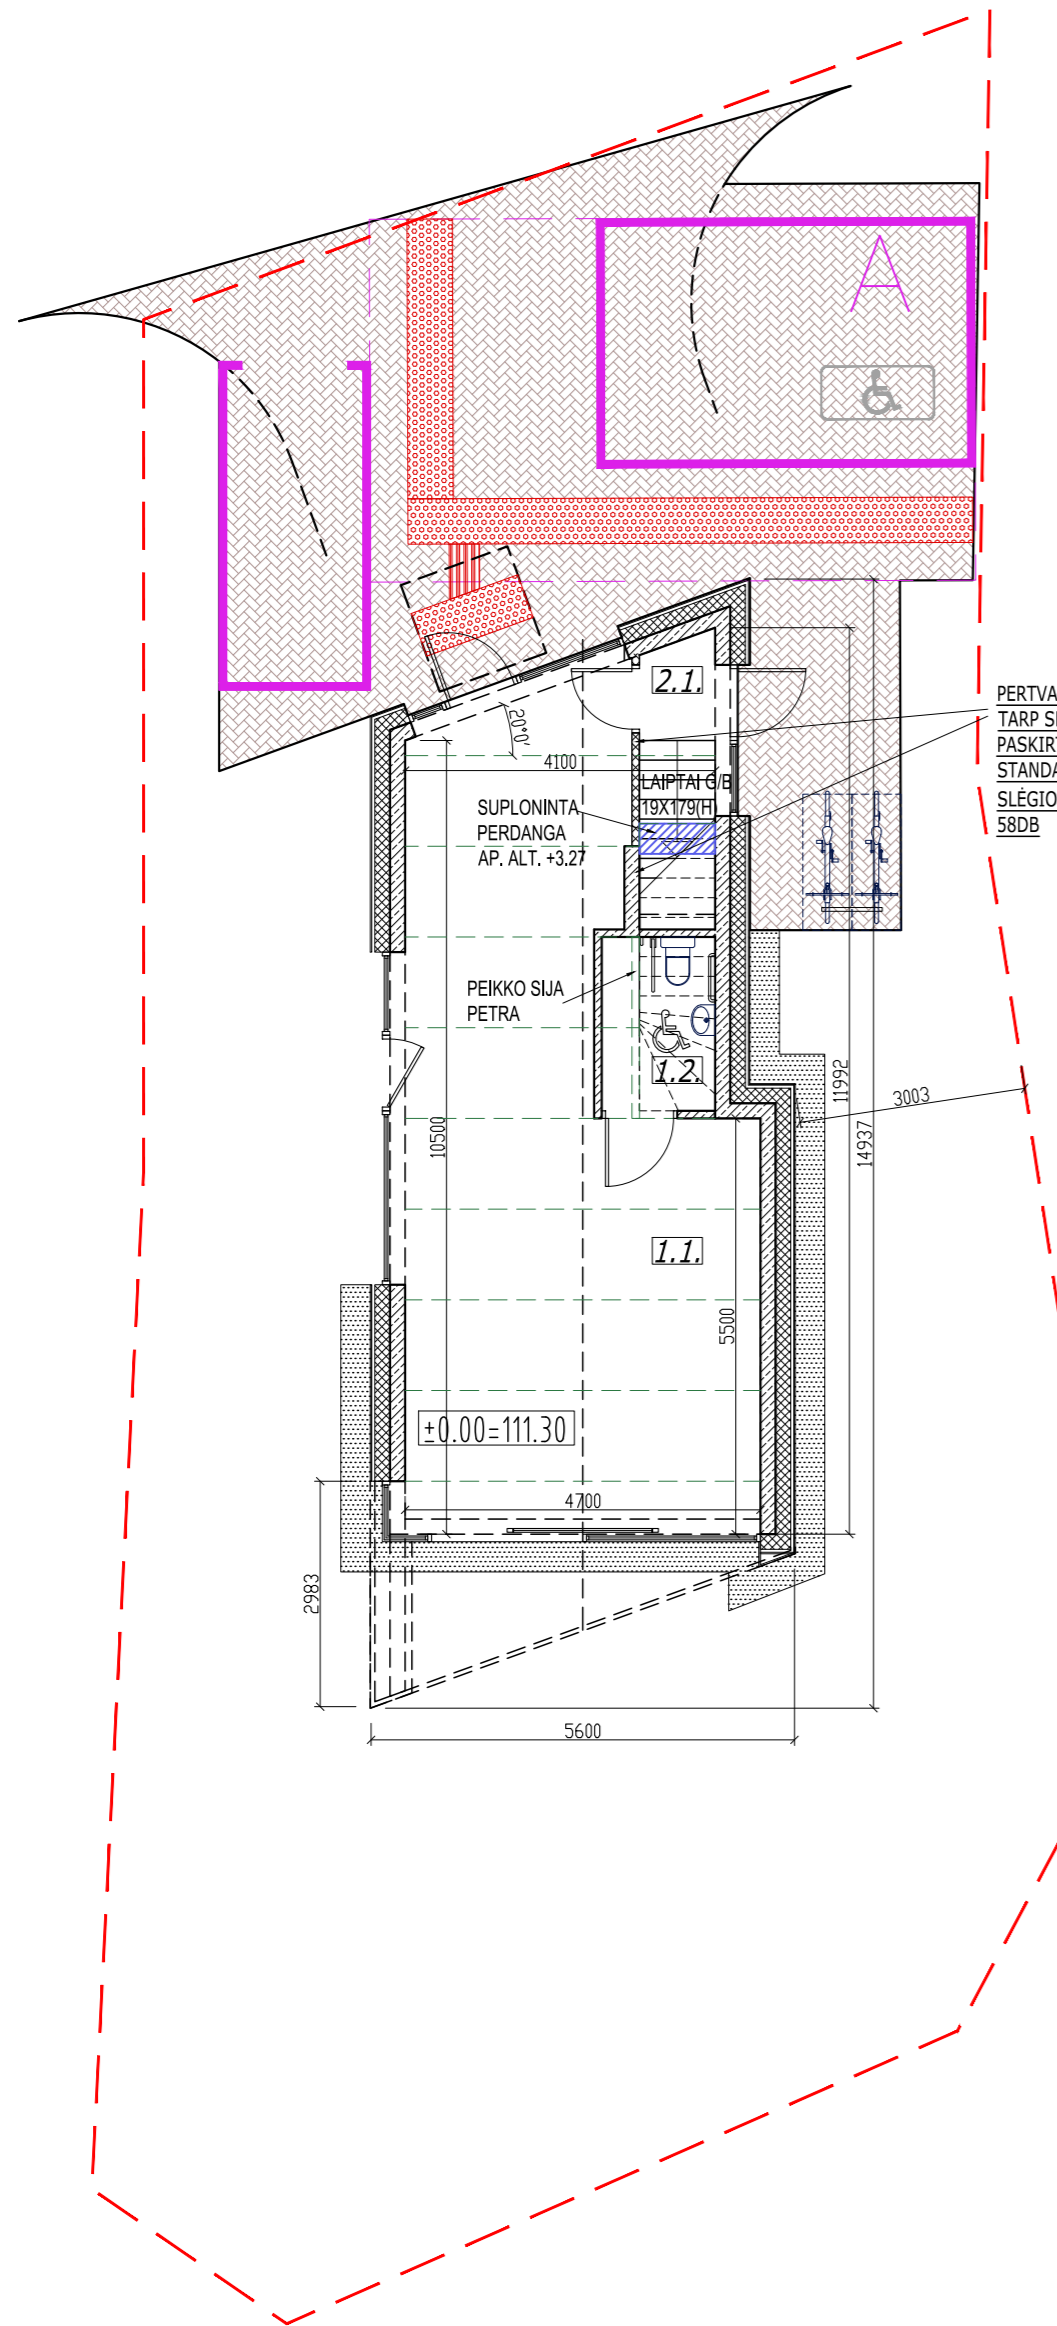 A
2.1.
PERTVA
TARP S
PASKIR
STANDA
SLĖGIO
58DB
20°0'
4100
LAIPTAI G/B
19X179(H)
SUPLONINTA
PERDANGA
AP. ALT. +3.27
PEIKKO SIJA
PETRA
1.2.
11992
3003
14937
10500
1.1.
5500
±0.00=111.30
4700
2983
5600